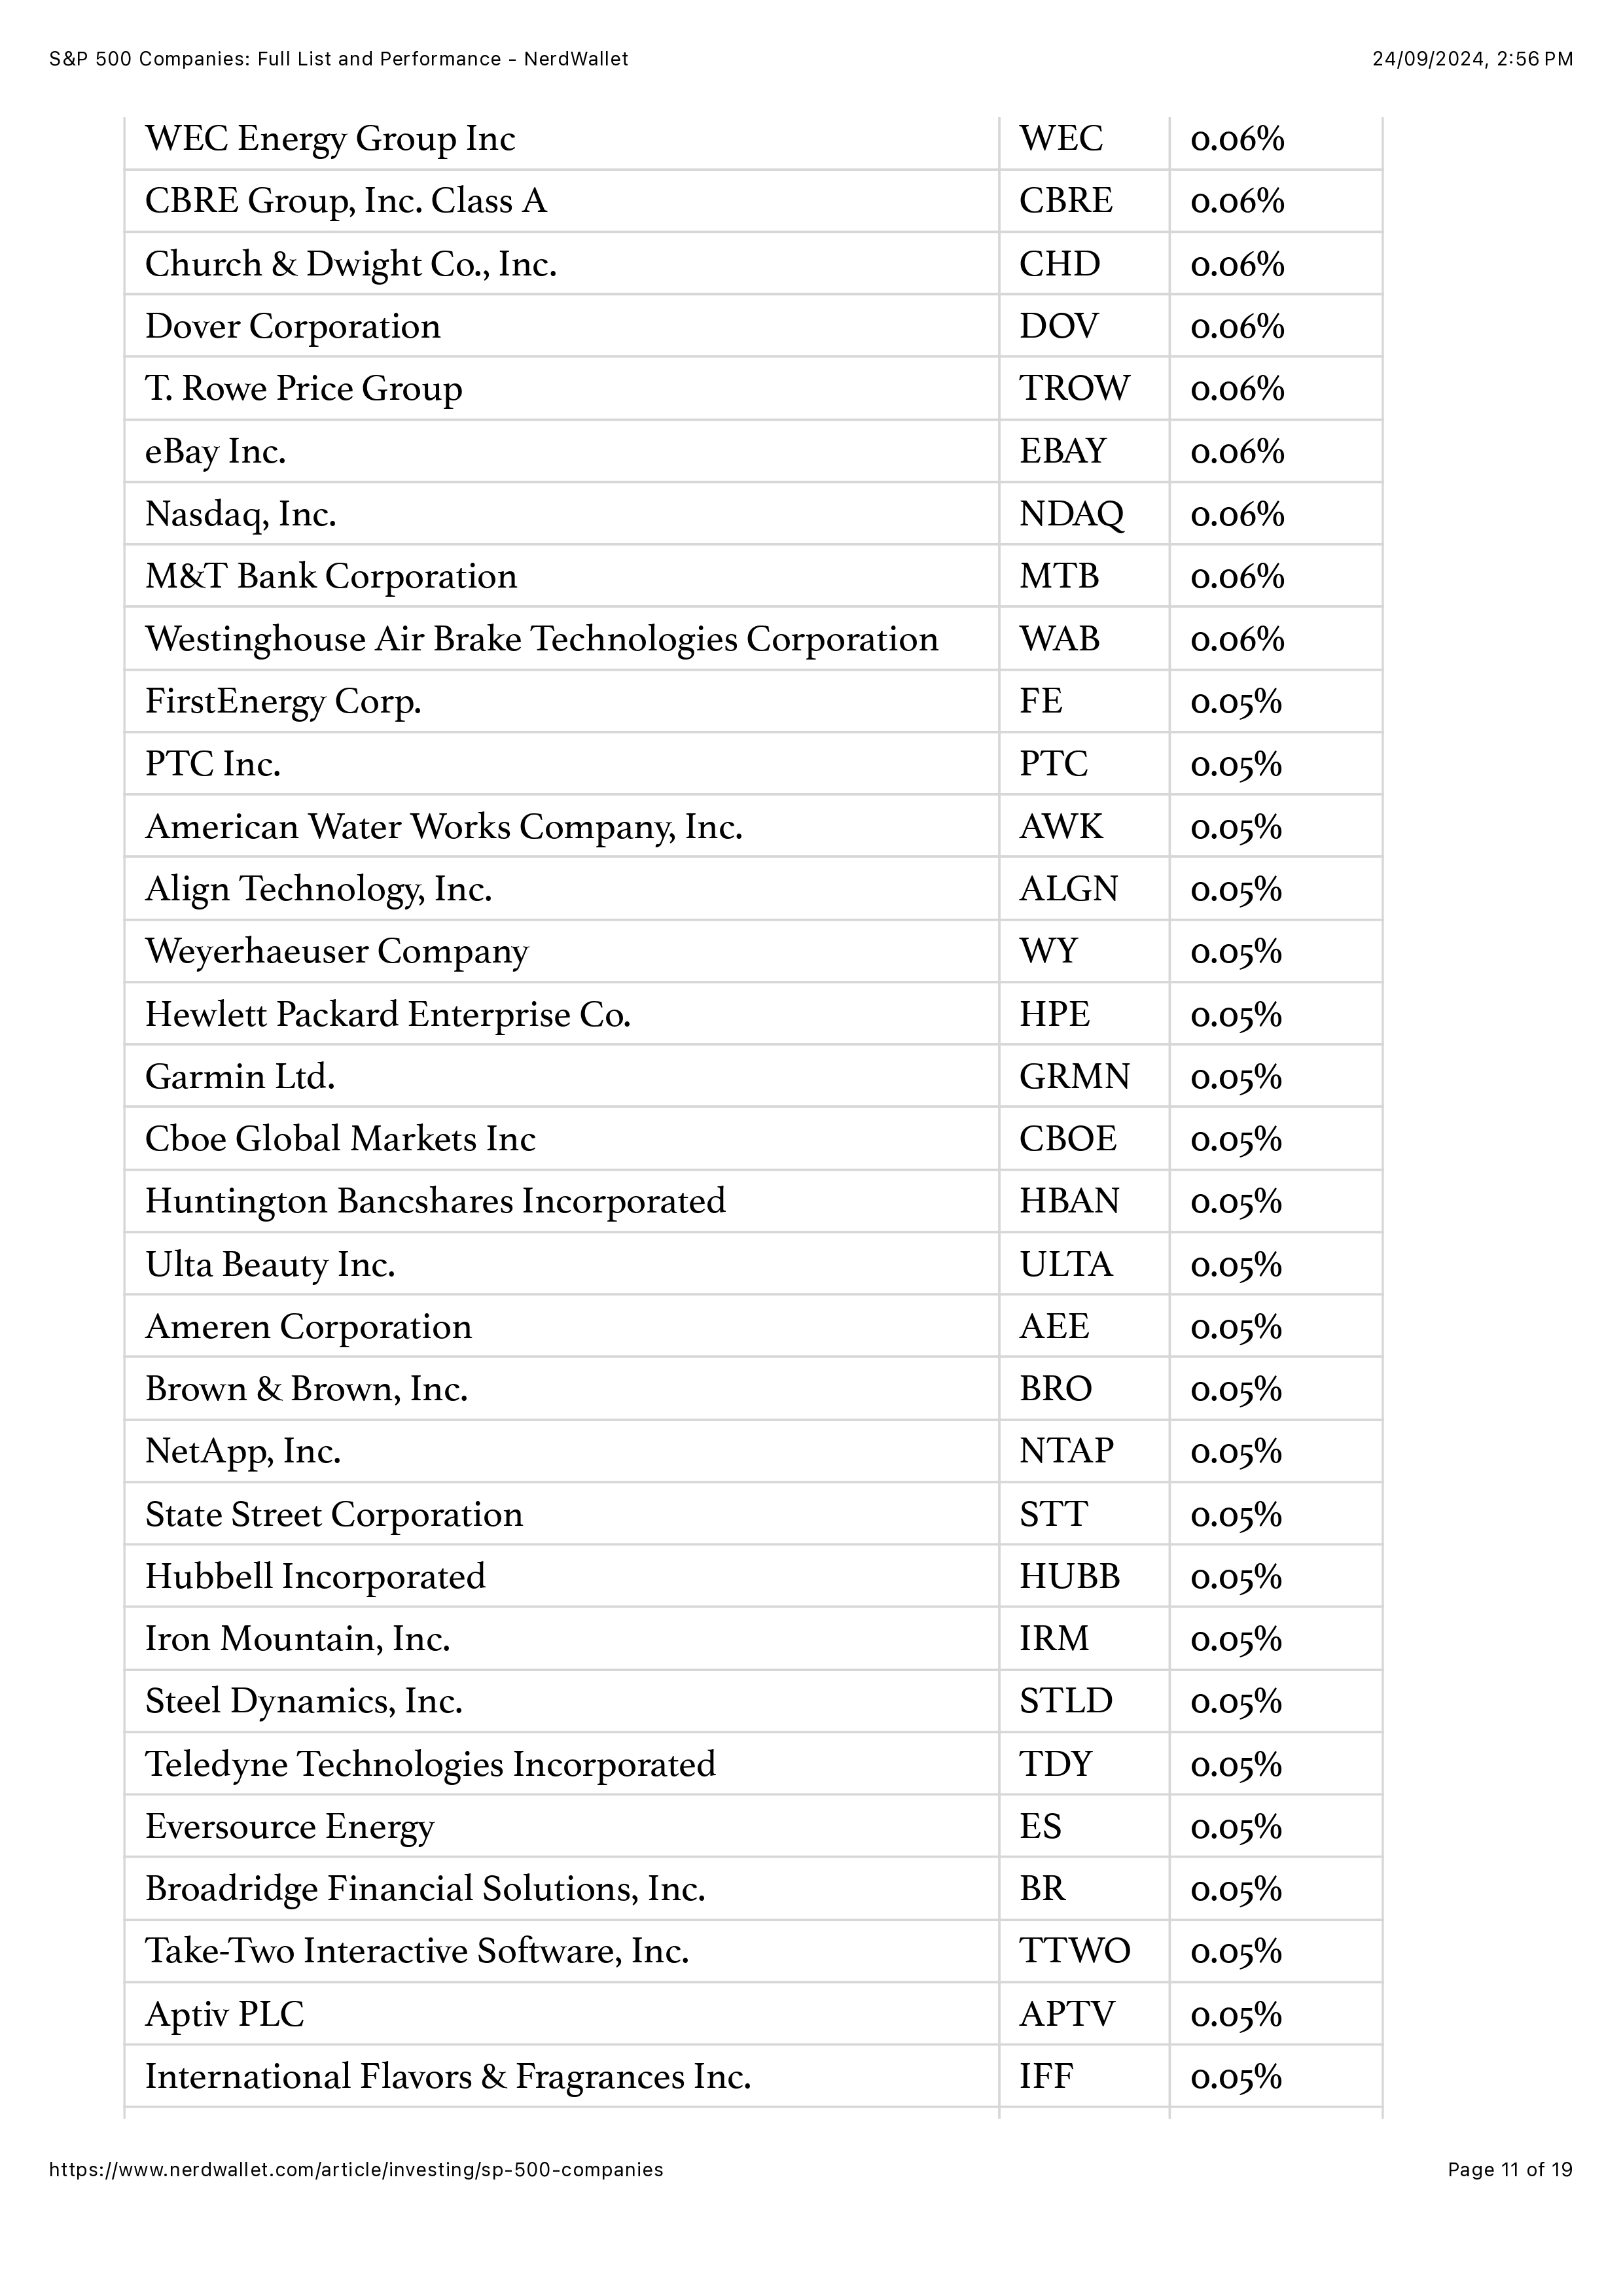 S&P 500 Companies: Full List and Performance - NerdWallet 24/09/2024, 2:56 PM
WEC Energy Group Inc WEC 0.06%
CBRE Group, Inc. Class A CBRE 0.06%
Church & Dwight Co., Inc. CHD 0.06%
Dover Corporation DOV 0.06%
T. Rowe Price Group TROW 0.06%
eBay Inc. EBAY 0.06%
Nasdaq, Inc. NDAQ 0.06%
M&T Bank Corporation MTB 0.06%
Westinghouse Air Brake Technologies Corporation WAB 0.06%
FirstEnergy Corp. FE 0.05%
PTC Inc. PTC 0.05%
American Water Works Company, Inc. AWK 0.05%
Align Technology, Inc. ALGN 0.05%
Weyerhaeuser Company WY 0.05%
Hewlett Packard Enterprise Co. HPE 0.05%
Garmin Ltd. GRMN 0.05%
Cboe Global Markets Inc CBOE 0.05%
Huntington Bancshares Incorporated HBAN 0.05%
Ulta Beauty Inc. ULTA 0.05%
Ameren Corporation AEE 0.05%
Brown & Brown, Inc. BRO 0.05%
NetApp, Inc. NTAP 0.05%
State Street Corporation STT 0.05%
Hubbell Incorporated HUBB 0.05%
Iron Mountain, Inc. IRM 0.05%
Steel Dynamics, Inc. STLD 0.05%
Teledyne Technologies Incorporated TDY 0.05%
Eversource Energy ES 0.05%
Broadridge Financial Solutions, Inc. BR 0.05%
Take-Two Interactive Software, Inc. TTWO 0.05%
Aptiv PLC APTV 0.05%
International Flavors & Fragrances Inc. IFF 0.05%
https://www.nerdwallet.com/article/investing/sp-500-companies Page 11 of 19